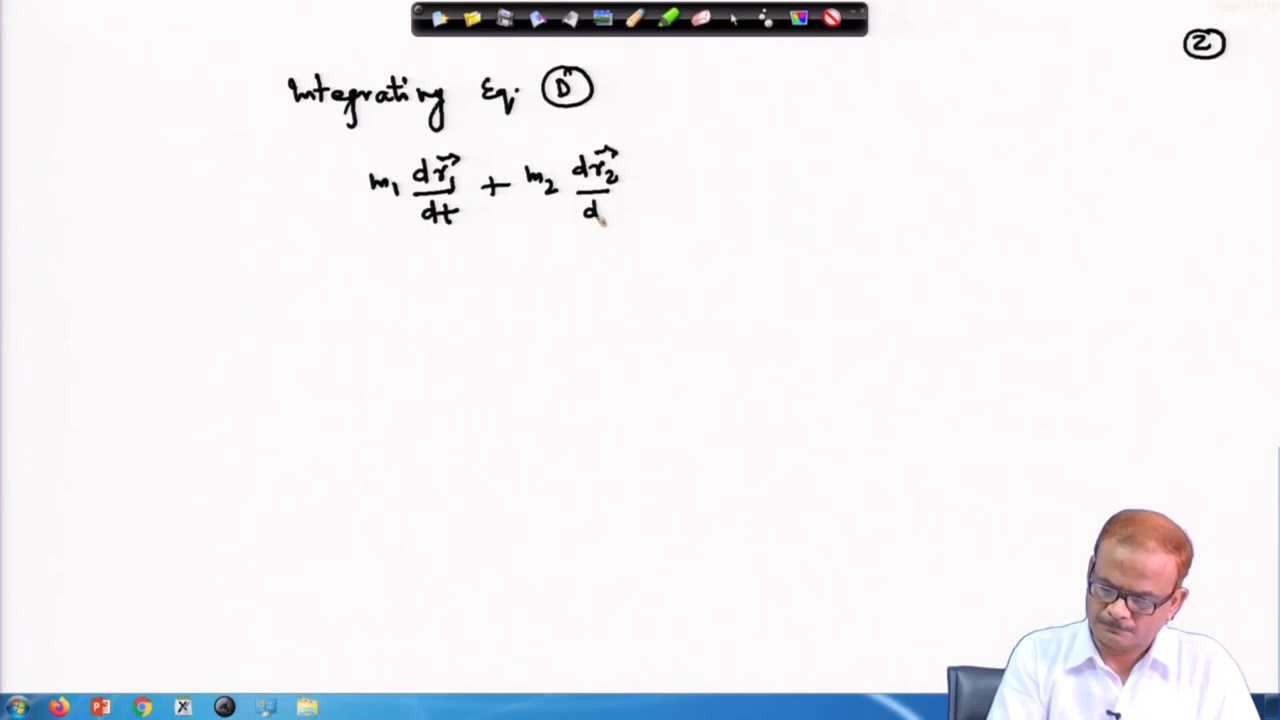 2
Integrating Eq. D"
m₁ dr⃗₁/dt + m₂ dr⃗₂/d